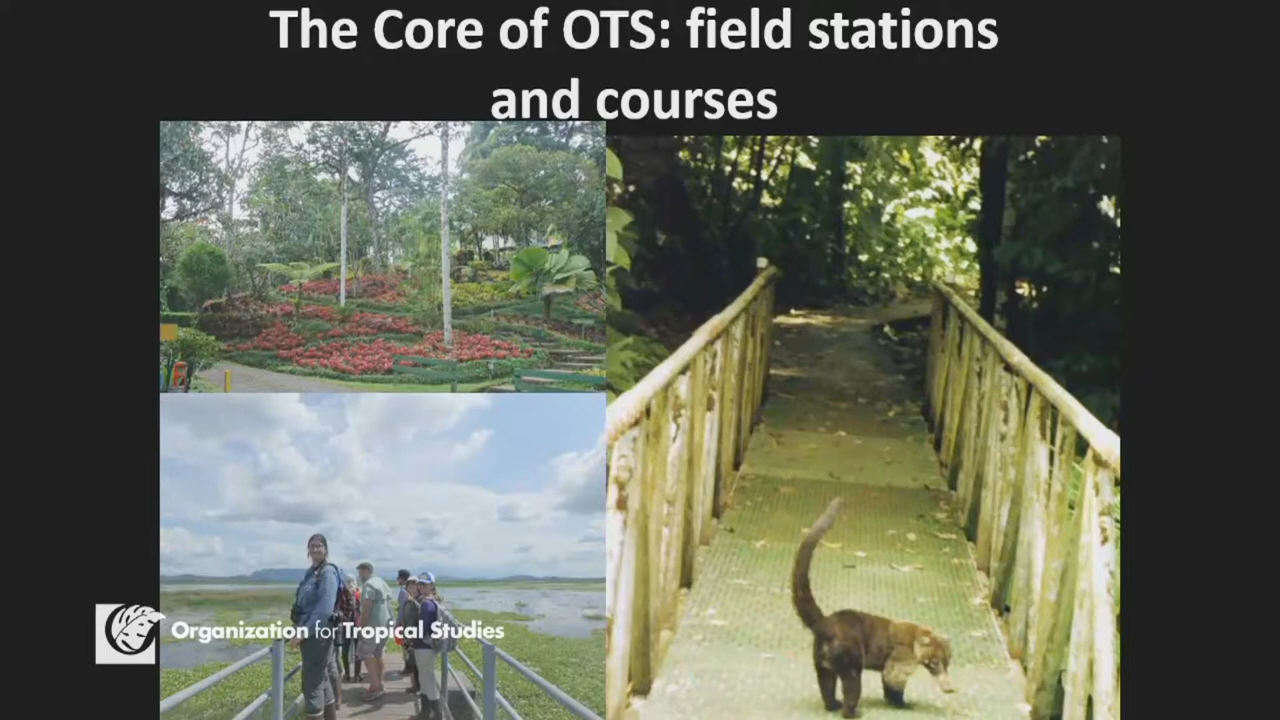 The Core of OTS: field stations
and courses
Organization for Tropical Studies